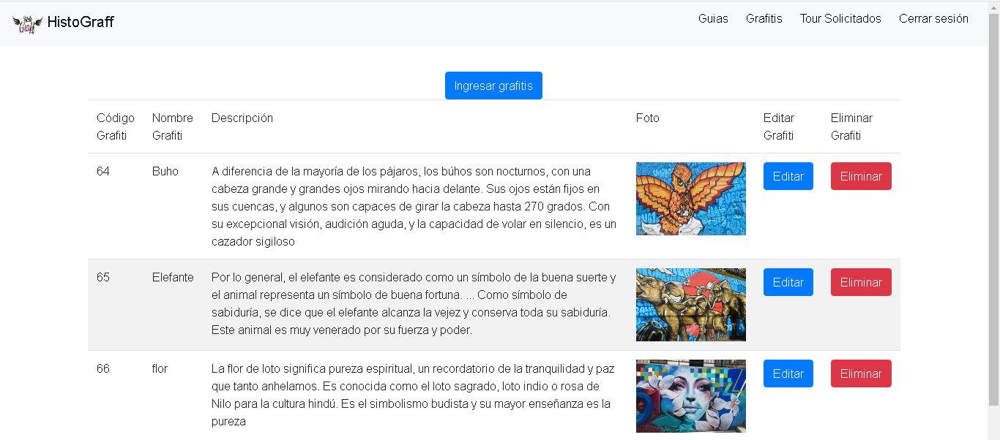 HistoGraff
Guias Grafitis Tour Solicitados Cerrar sesión
Ingresar grafitis
Código Grafiti
Nombre Grafiti
Descripción
Foto
Editar Grafiti
Eliminar Grafiti
64
Buho
A diferencia de la mayoría de los pájaros, los búhos son nocturnos, con una
cabeza grande y grandes ojos mirando hacia delante. Sus ojos están fijos en
sus cuencas, y algunos son capaces de girar la cabeza hasta 270 grados. Con
su excepcional visión, audición aguda, y la capacidad de volar en silencio, es un
cazador sigiloso
Editar
Eliminar
65
Elefante
Por lo general, el elefante es considerado como un símbolo de la buena suerte y
el animal representa un símbolo de buena fortuna. ... Como símbolo de
sabiduría, se dice que el elefante alcanza la vejez y conserva toda su sabiduría.
Este animal es muy venerado por su fuerza y poder.
Editar
Eliminar
66
flor
La flor de loto significa pureza espiritual, un recordatorio de la tranquilidad y paz
que tanto anhelamos. Es conocida como el loto sagrado, loto indio o rosa de
Nilo para la cultura hindú. Es el simbolismo budista y su mayor enseñanza es la
pureza
Editar
Eliminar